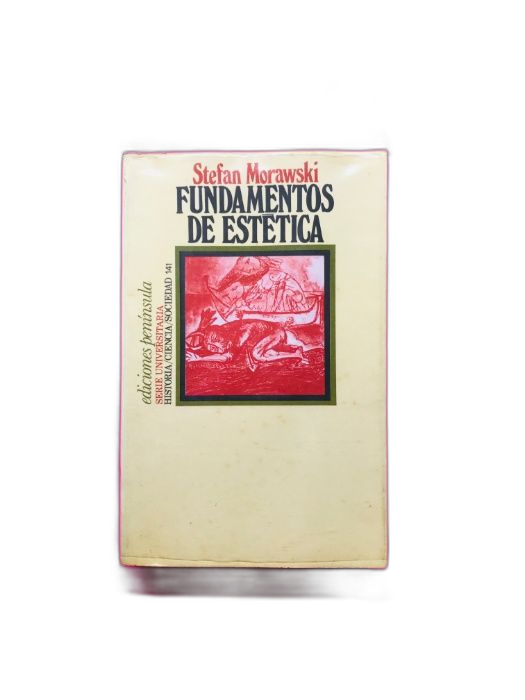 Stefan Morawski
FUNDAMENTOS
DE ESTÉTICA
ediciones península
SERIE UNIVERSITARIA
HISTORIA/CIENCIA/SOCIEDAD 141